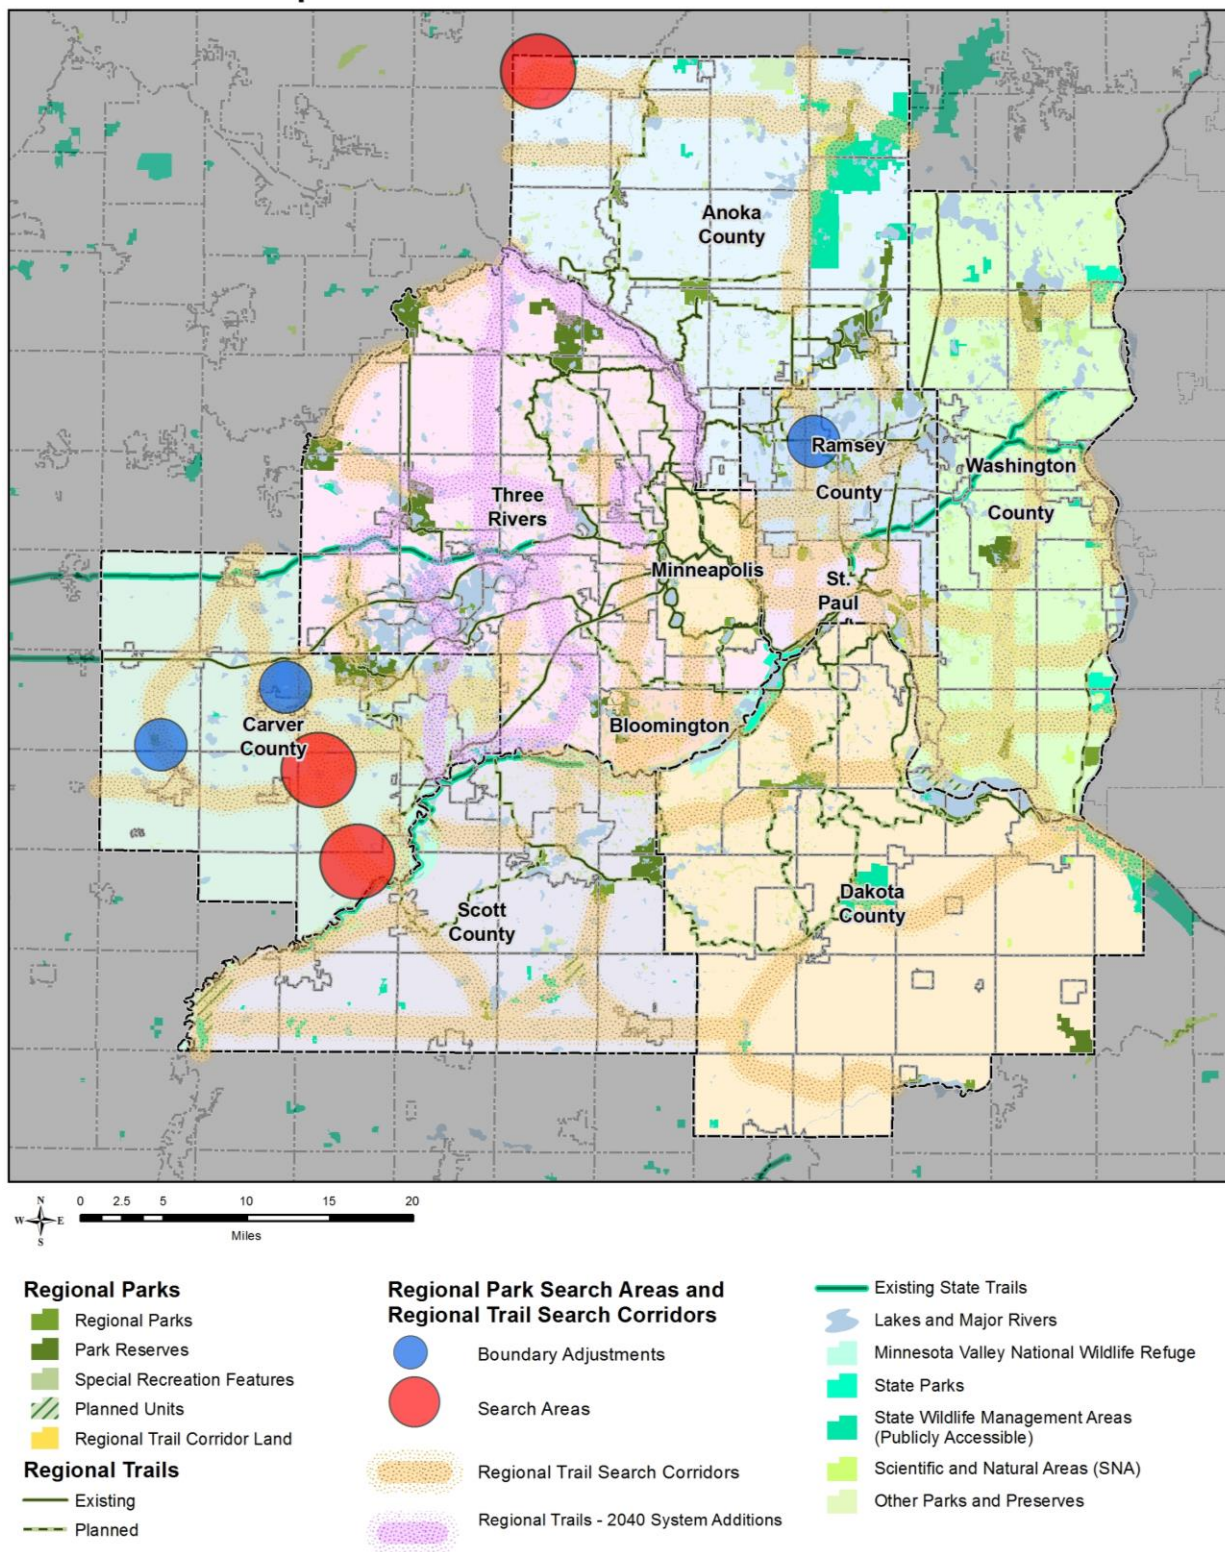 Anoka
County
Ramsey
County
Washington
County
Three
Rivers
Minneapolis
St.
Paul
Bloomington
Carver
County
Scott
County
Dakota
County
N
W E
S
0 2.5 5 10 15 20
Miles
Regional Parks
Regional Parks
Park Reserves
Special Recreation Features
Planned Units
Regional Trail Corridor Land
Regional Trails
Existing
Planned
Regional Park Search Areas and
Regional Trail Search Corridors
Boundary Adjustments
Search Areas
Regional Trail Search Corridors
Regional Trails - 2040 System Additions
Existing State Trails
Lakes and Major Rivers
Minnesota Valley National Wildlife Refuge
State Parks
State Wildlife Management Areas
(Publicly Accessible)
Scientific and Natural Areas (SNA)
Other Parks and Preserves